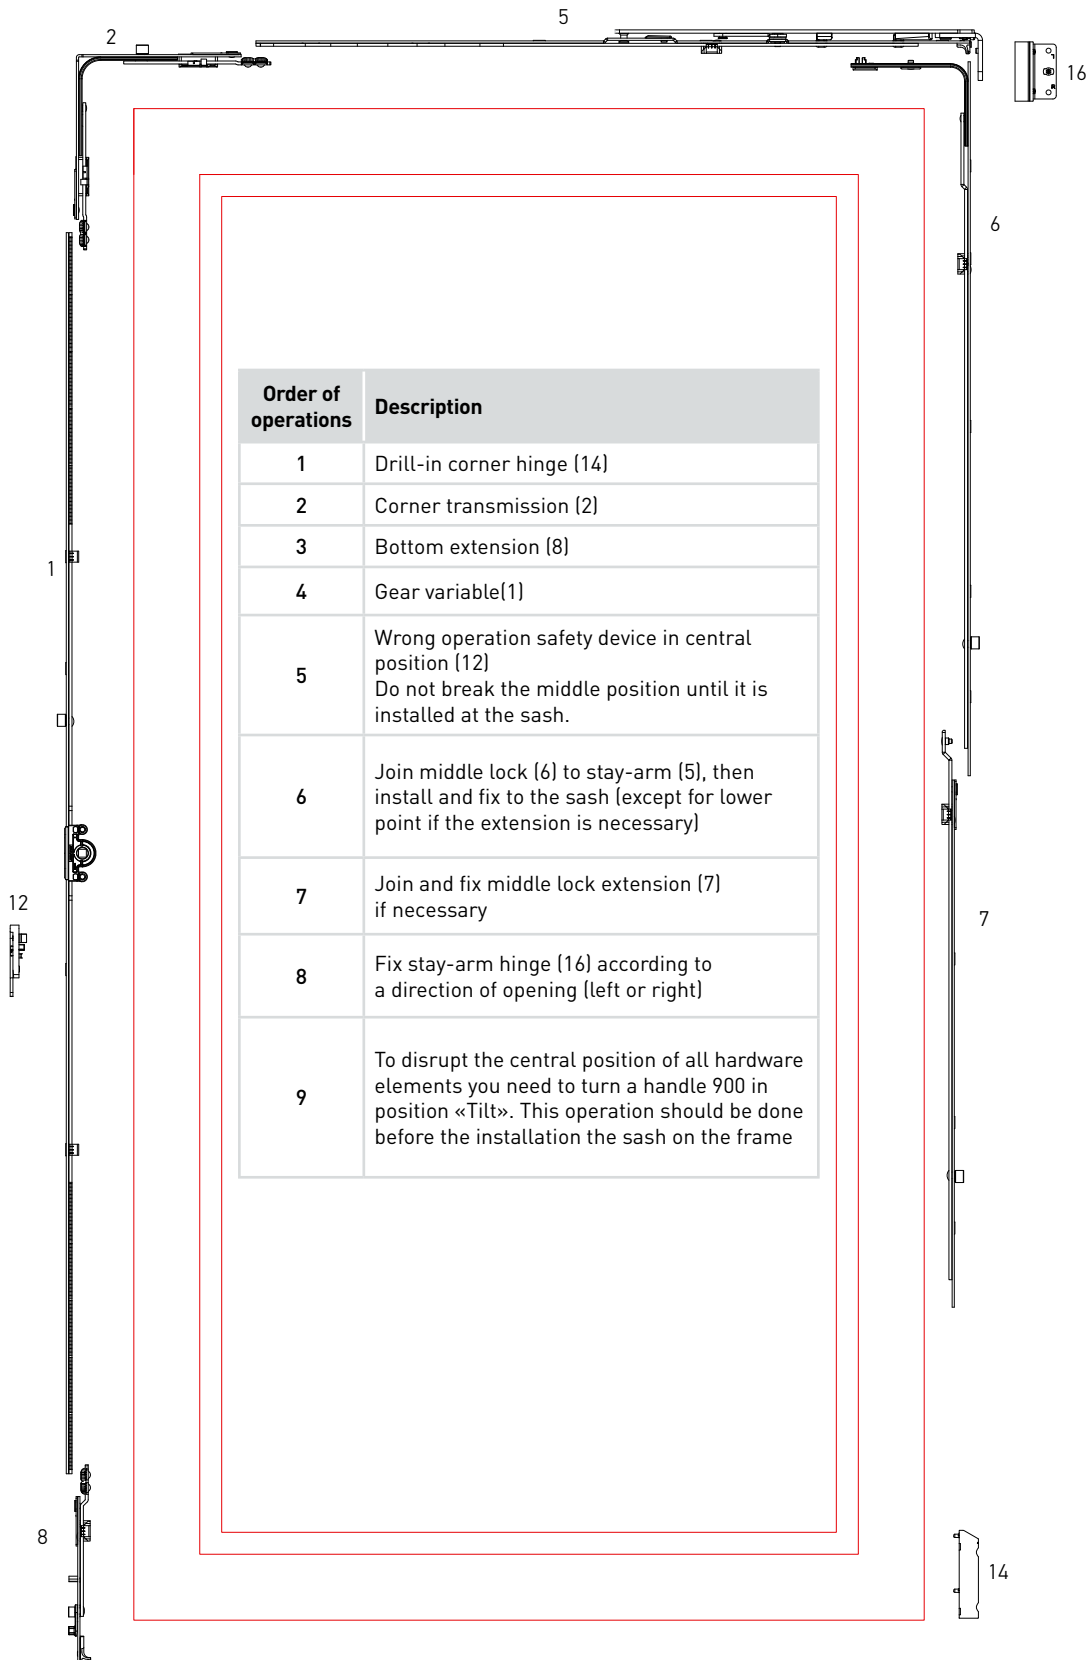 5
2
16
6
Order of
operations
Description
1
Drill-in corner hinge (14)
2
Corner transmission (2)
3
Bottom extension (8)
4
Gear variable(1)
5
Wrong operation safety device in central
position (12)
Do not break the middle position until it is
installed at the sash.
6
Join middle lock (6) to stay-arm (5), then
install and fix to the sash (except for lower
point if the extension is necessary)
7
Join and fix middle lock extension (7)
if necessary
8
Fix stay-arm hinge (16) according to
a direction of opening (left or right)
9
To disrupt the central position of all hardware
elements you need to turn a handle 900 in
position «Tilt». This operation should be done
before the installation the sash on the frame
1
12
7
8
14